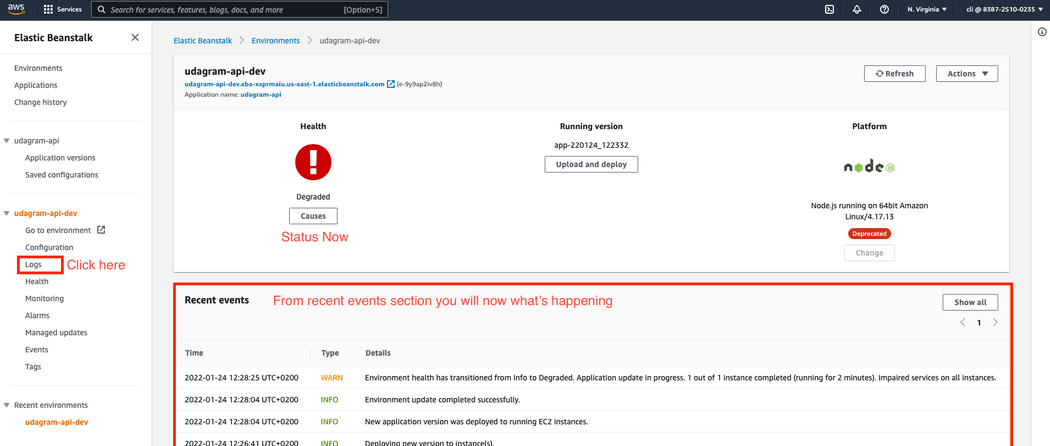 aws
Services
Search for services, features, blogs, docs, and more
[Option+S]
N. Virginia
cli @ 8387-2510-0235
Elastic Beanstalk
Environments
Applications
Change history
udagram-api
Application versions
Saved configurations
udagram-api-dev
Go to environment
Configuration
Logs
Click here
Health
Monitoring
Alarms
Managed updates
Events
Tags
Recent environments
udagram-api-dev
Elastic Beanstalk > Environments > udagram-api-dev
udagram-api-dev
udagram-api-dev.eba-xxprmaiu.us-east-1.elasticbeanstalk.com (e-9y9ap2iv8h)
Application name: udagram-api
Refresh
Actions
Health
Degraded
Causes
Status Now
Running version
app-220124_122332
Upload and deploy
Platform
node
Node.js running on 64bit Amazon
Linux/4.17.13
Deprecated
Change
Recent events
From recent events section you will now what's happening
Show all
1
Time Type Details
2022-01-24 12:28:25 UTC+0200 WARN Environment health has transitioned from Info to Degraded. Application update in progress. 1 out of 1 instance completed (running for 2 minutes). Impaired services on all instances.
2022-01-24 12:28:04 UTC+0200 INFO Environment update completed successfully.
2022-01-24 12:28:04 UTC+0200 INFO New application version was deployed to running EC2 instances.
2022-01-24 12:26:41 UTC+0200 INFO Deploying new version to instance(s).